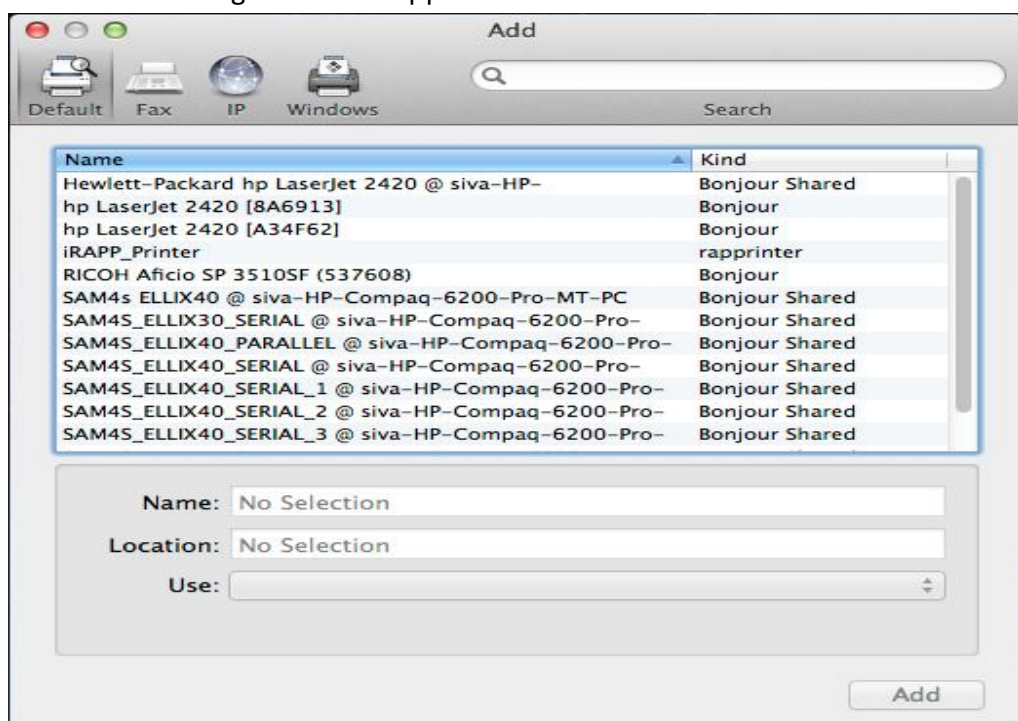 Add
Default Fax IP Windows Search
Name Kind
Hewlett-Packard hp LaserJet 2420 @ siva-HP- Bonjour Shared
hp LaserJet 2420 [8A6913] Bonjour
hp LaserJet 2420 [A34F62] Bonjour
iRAPP_Printer rapprinter
RICOH Aficio SP 3510SF (537608) Bonjour
SAM4s ELLIX40 @ siva-HP-Compaq-6200-Pro-MT-PC Bonjour Shared
SAM4S_ELLIX30_SERIAL @ siva-HP-Compaq-6200-Pro- Bonjour Shared
SAM4S_ELLIX40_PARALLEL @ siva-HP-Compaq-6200-Pro- Bonjour Shared
SAM4S_ELLIX40_SERIAL @ siva-HP-Compaq-6200-Pro- Bonjour Shared
SAM4S_ELLIX40_SERIAL_1 @ siva-HP-Compaq-6200-Pro- Bonjour Shared
SAM4S_ELLIX40_SERIAL_2 @ siva-HP-Compaq-6200-Pro- Bonjour Shared
SAM4S_ELLIX40_SERIAL_3 @ siva-HP-Compaq-6200-Pro- Bonjour Shared
Name: No Selection
Location: No Selection
Use:
Add